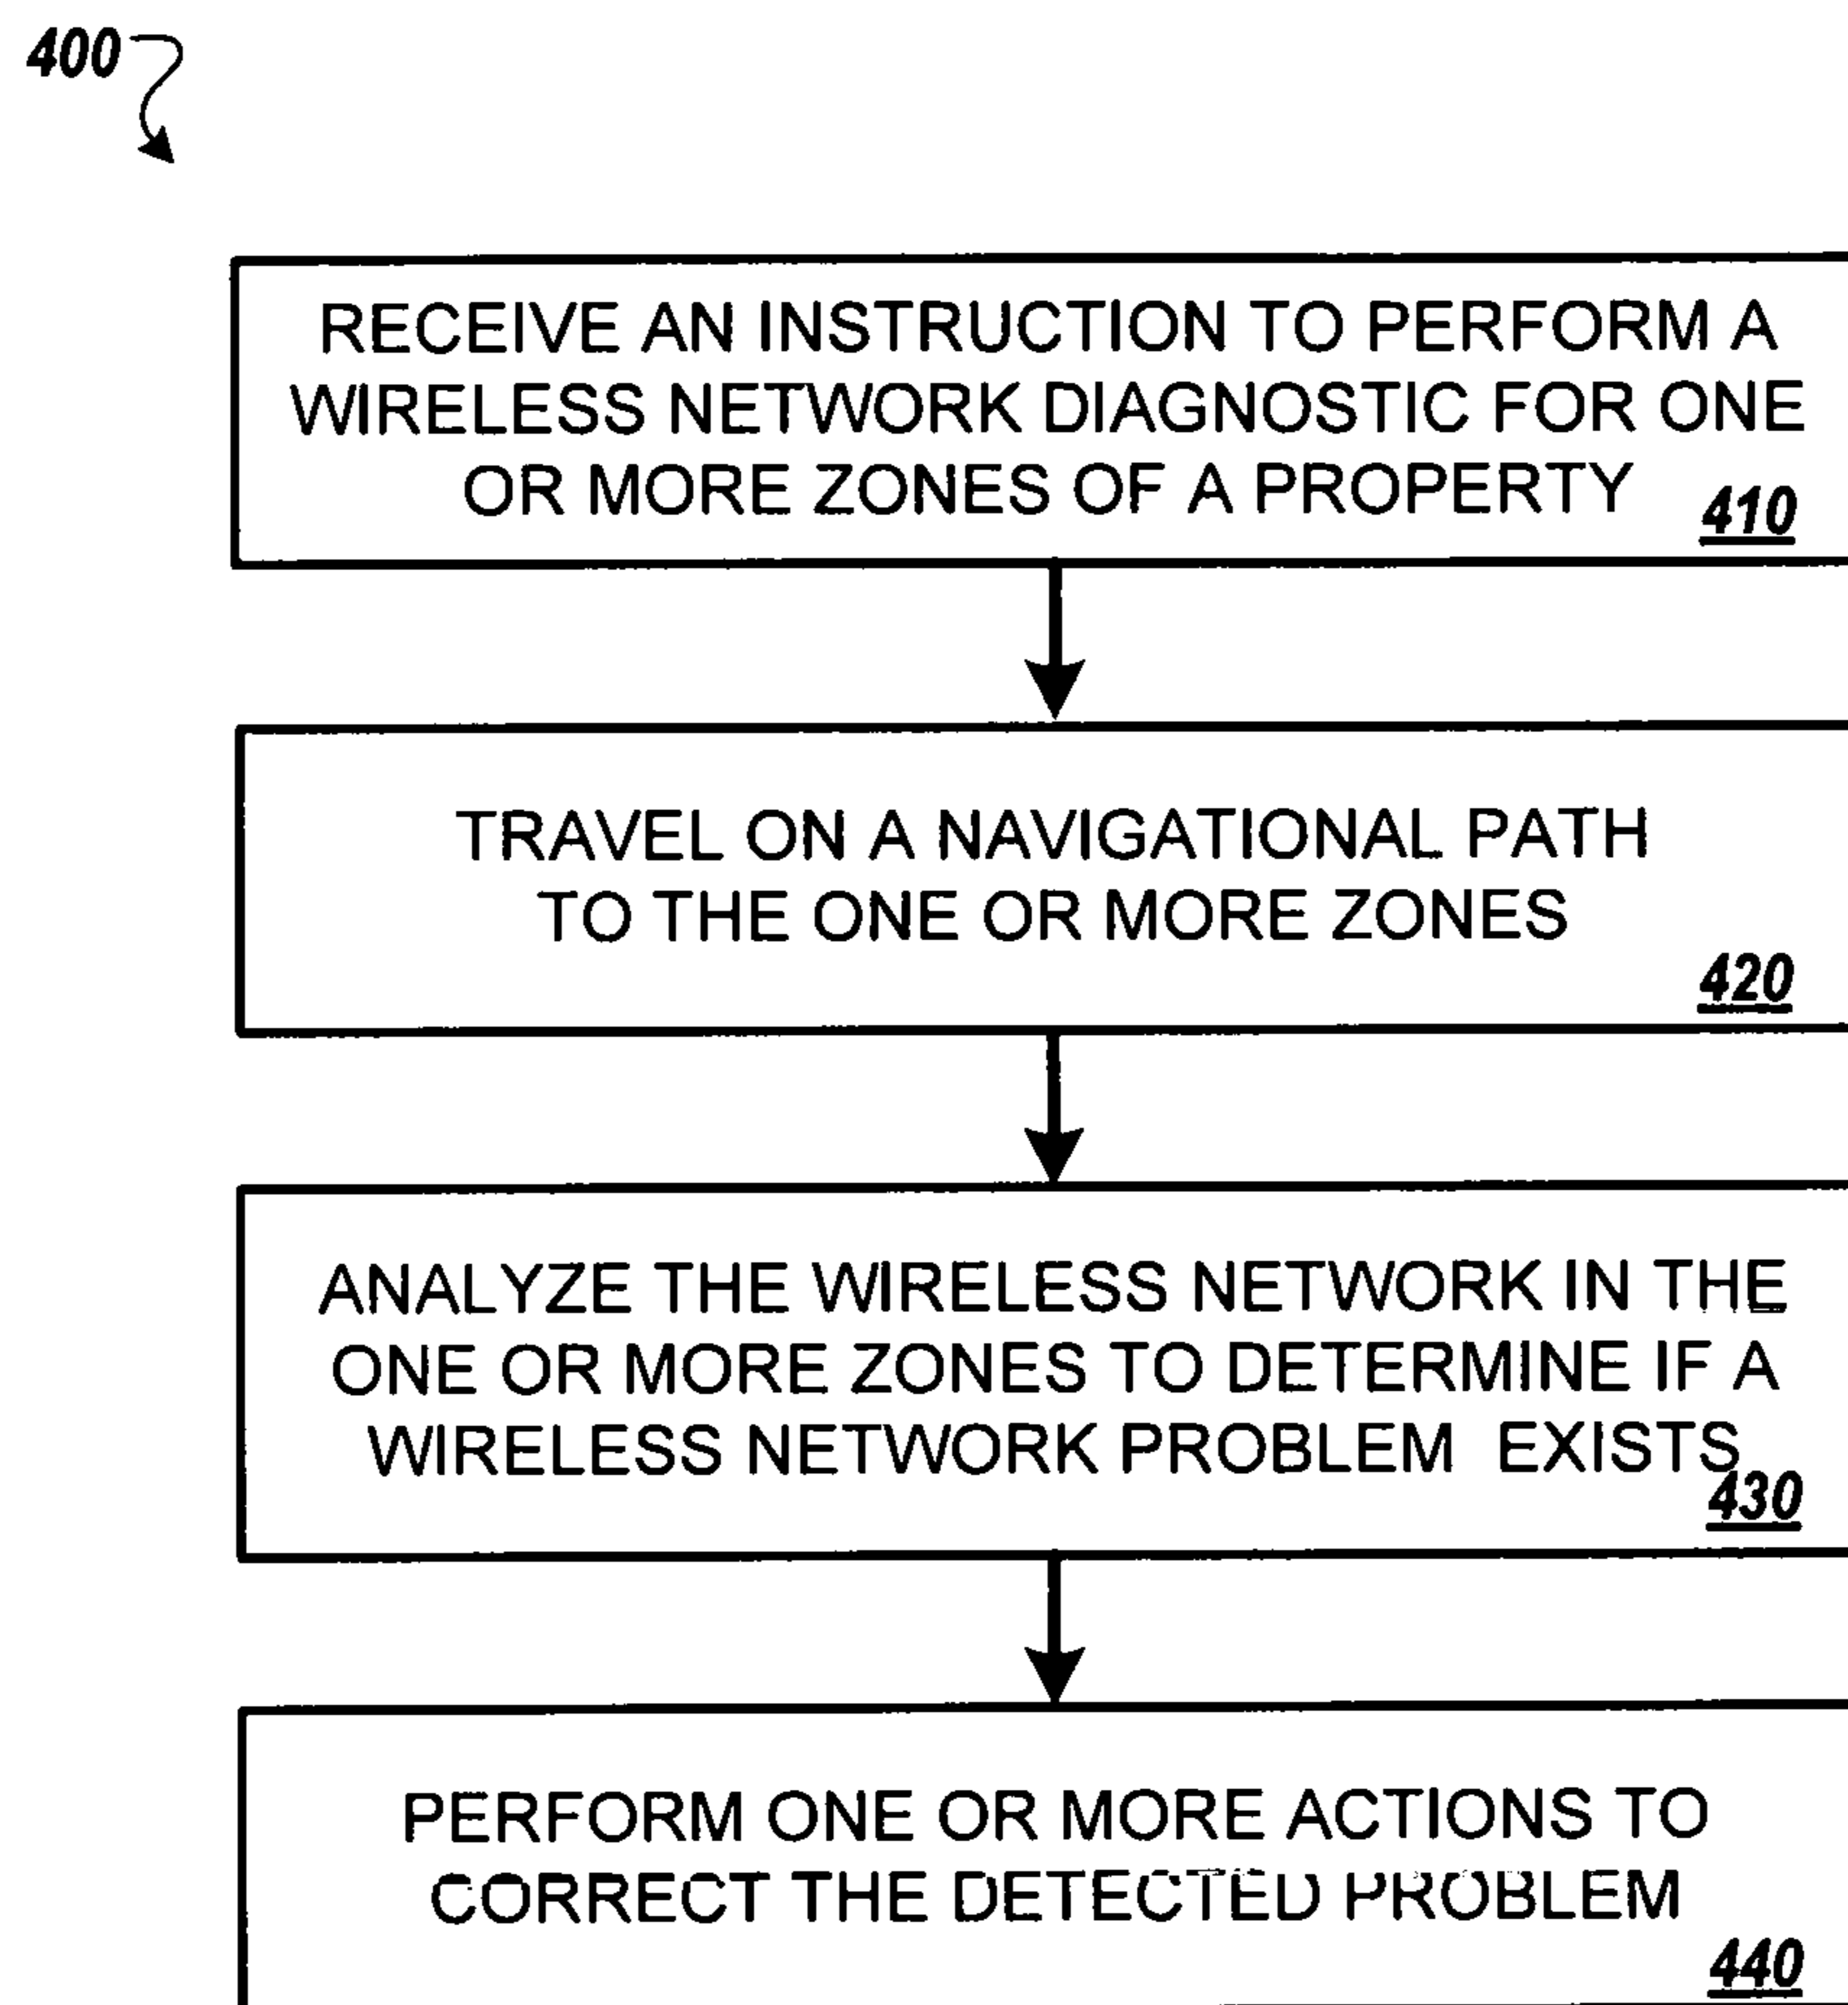 400
RECEIVE AN INSTRUCTION TO PERFORM A
WIRELESS NETWORK DIAGNOSTIC FOR ONE
OR MORE ZONES OF A PROPERTY
410
TRAVEL ON A NAVIGATIONAL PATH
TO THE ONE OR MORE ZONES
420
ANALYZE THE WIRELESS NETWORK IN THE
ONE OR MORE ZONES TO DETERMINE IF A
WIRELESS NETWORK PROBLEM EXISTS
430
PERFORM ONE OR MORE ACTIONS TO
CORRECT THE DETECTED PROBLEM
440